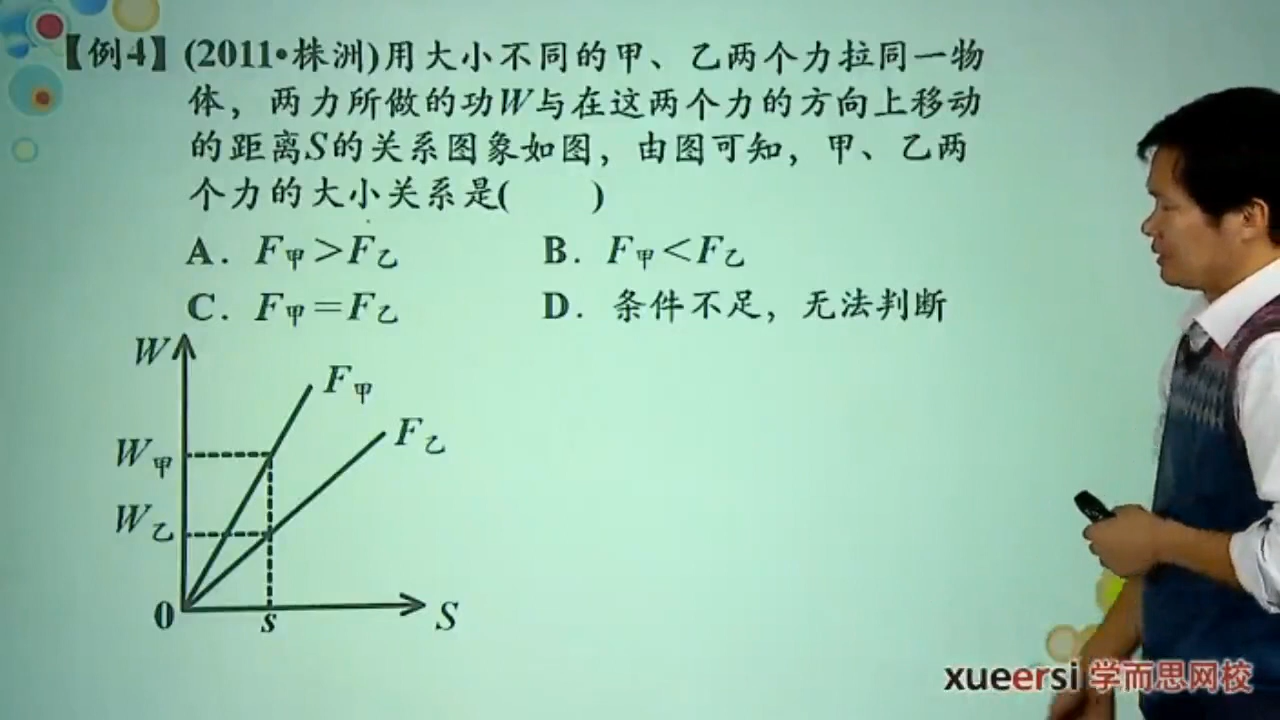 【例4】(2011•株洲)用大小不同的甲、乙两个力拉同一物
体，两力所做的功W与在这两个力的方向上移动
的距离S的关系图象如图，由图可知，甲、乙两
个力的大小关系是(　　)
A．F甲＞F乙　　B．F甲＜F乙
C．F甲＝F乙　　D．条件不足，无法判断
W
F甲
F乙
W甲
W乙
0
s
S
xueersi 学而思网校